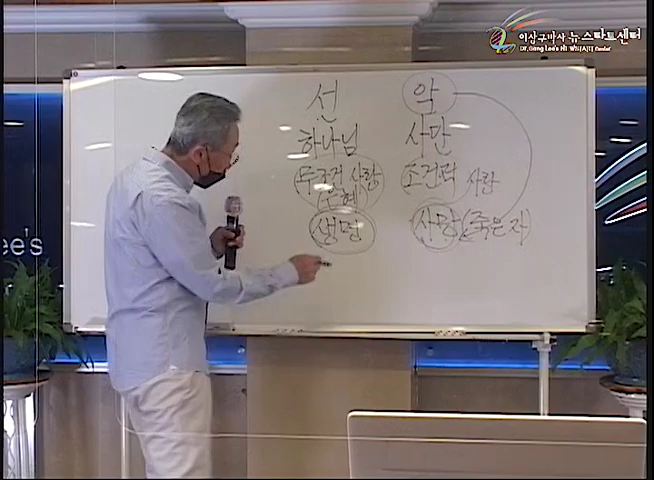 이상구박사 뉴스타트센터
Dr. Sang Lee's NEWSTART Center
선 악
하나님 사단
무조건 사랑 조건적 사랑
은혜
생명 사망 (죽은 자)
ee's